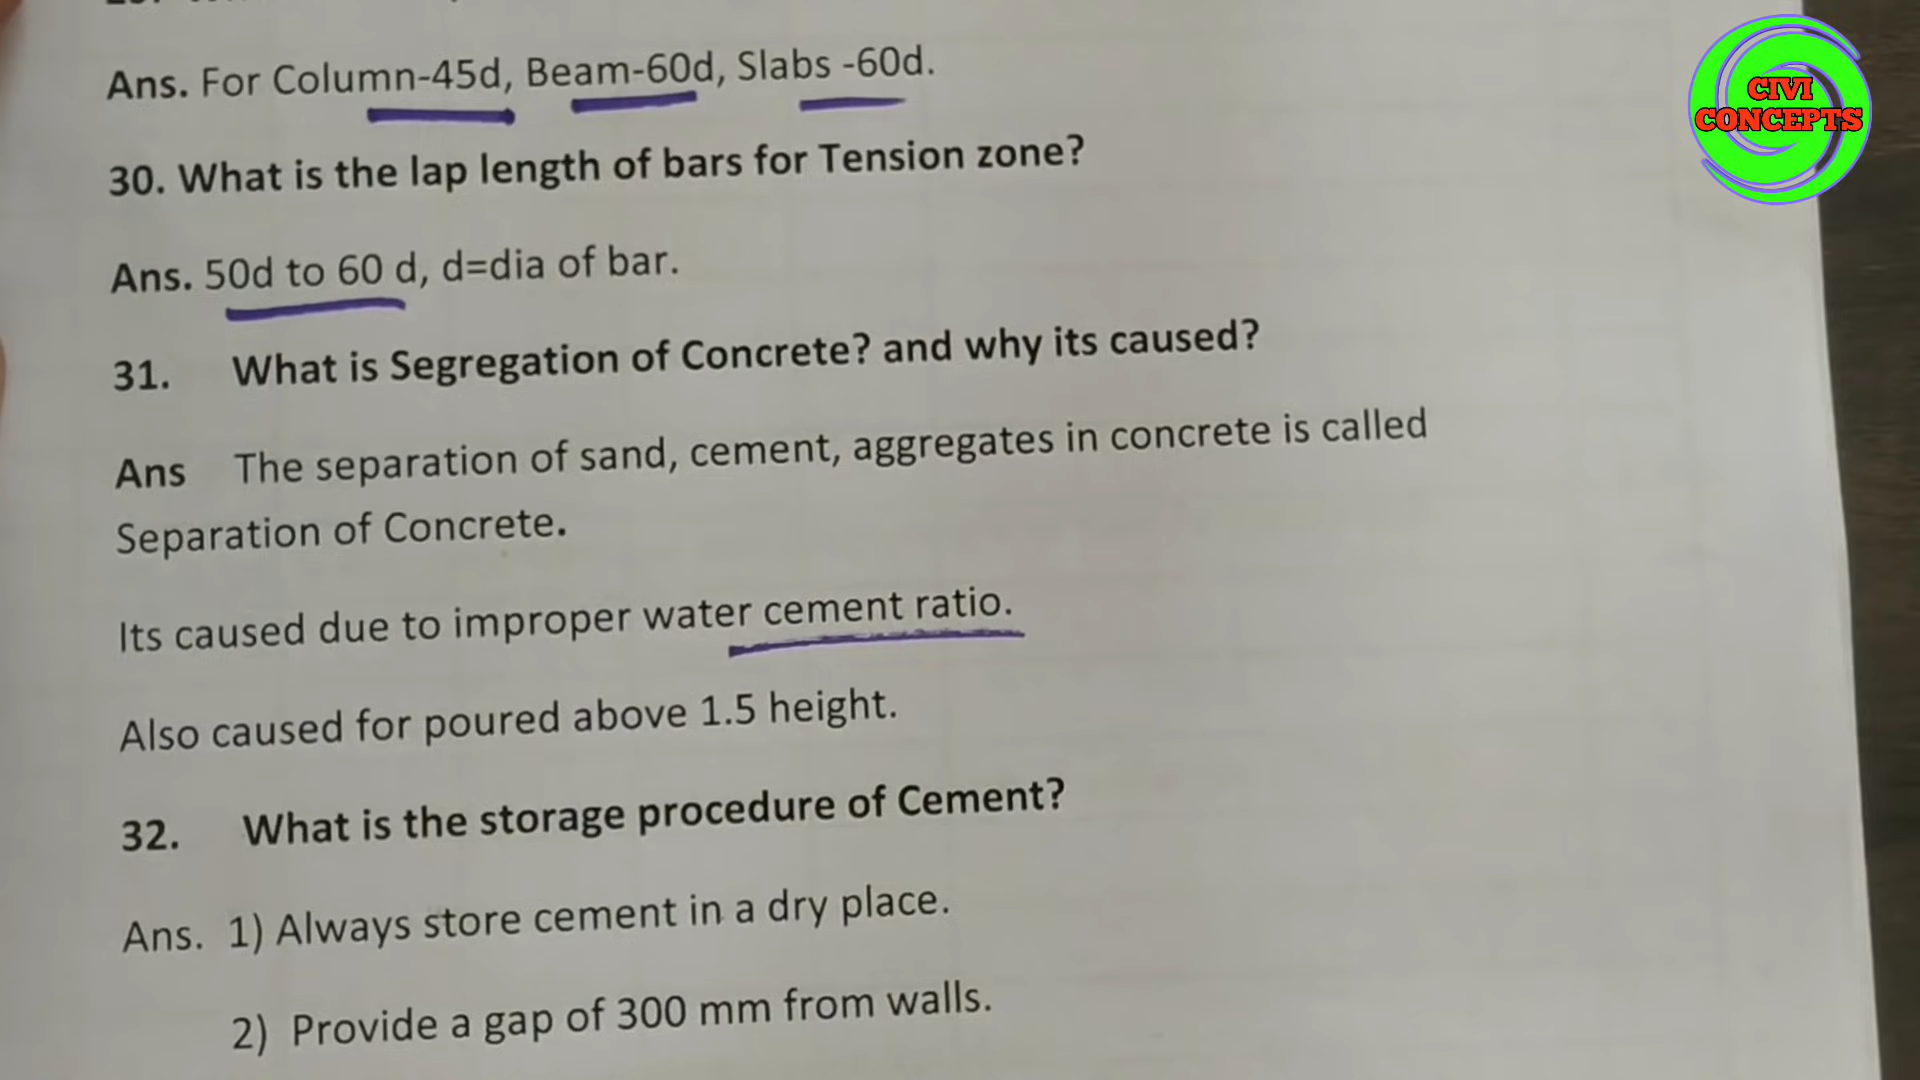 Ans. For Column-45d, Beam-60d, Slabs -60d.
30. What is the lap length of bars for Tension zone?
Ans. 50d to 60 d, d=dia of bar.
31. What is Segregation of Concrete? and why its caused?
Ans The separation of sand, cement, aggregates in concrete is called
Separation of Concrete.
Its caused due to improper water cement ratio.
Also caused for poured above 1.5 height.
32. What is the storage procedure of Cement?
Ans. 1) Always store cement in a dry place.
2) Provide a gap of 300 mm from walls.
CIVI
CONCEPTS